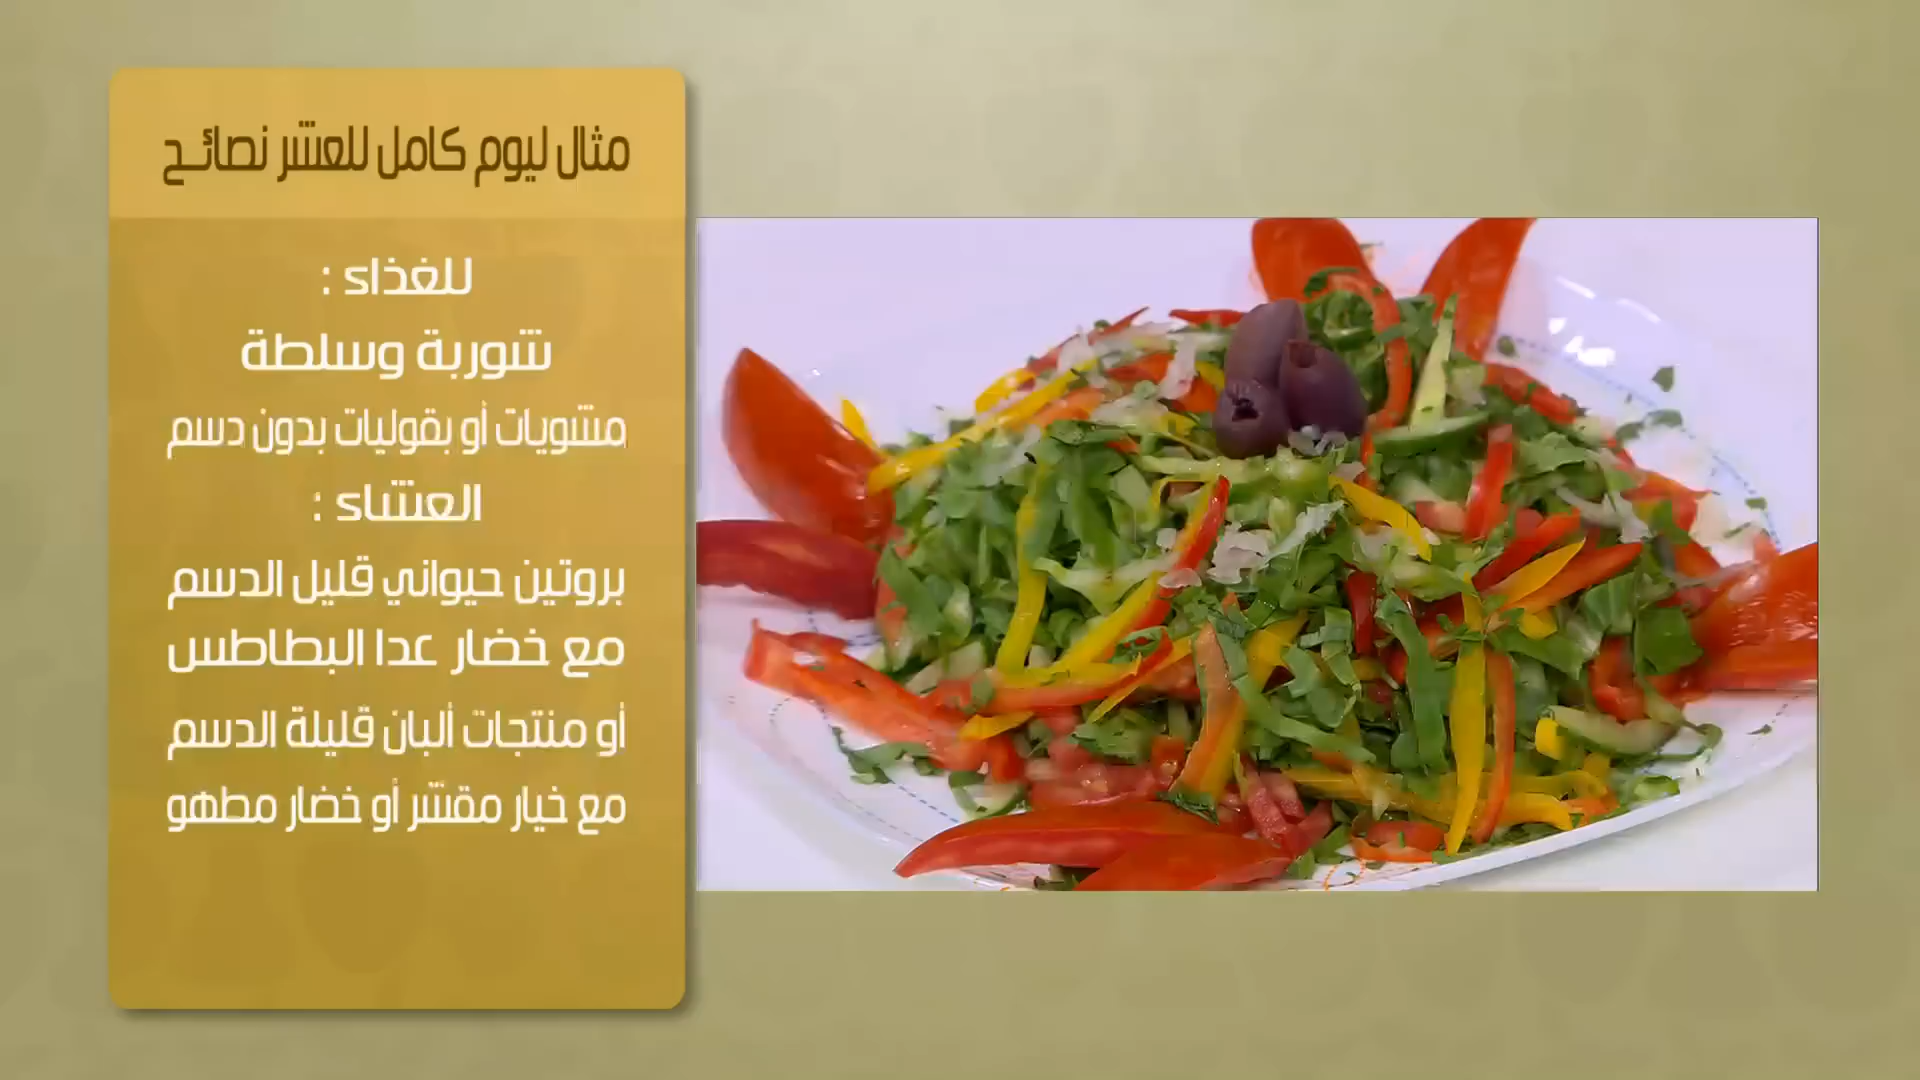 مثال ليوم كامل للعشر نصائح
للغذاء :
شوربة وسلطة
مشويات أو بقوليات بدون دسم
العشاء :
بروتين حيواني قليل الدسم
مع خضار عدا البطاطس
أو منتجات ألبان قليلة الدسم
مع خيار مقشر أو خضار مطهو